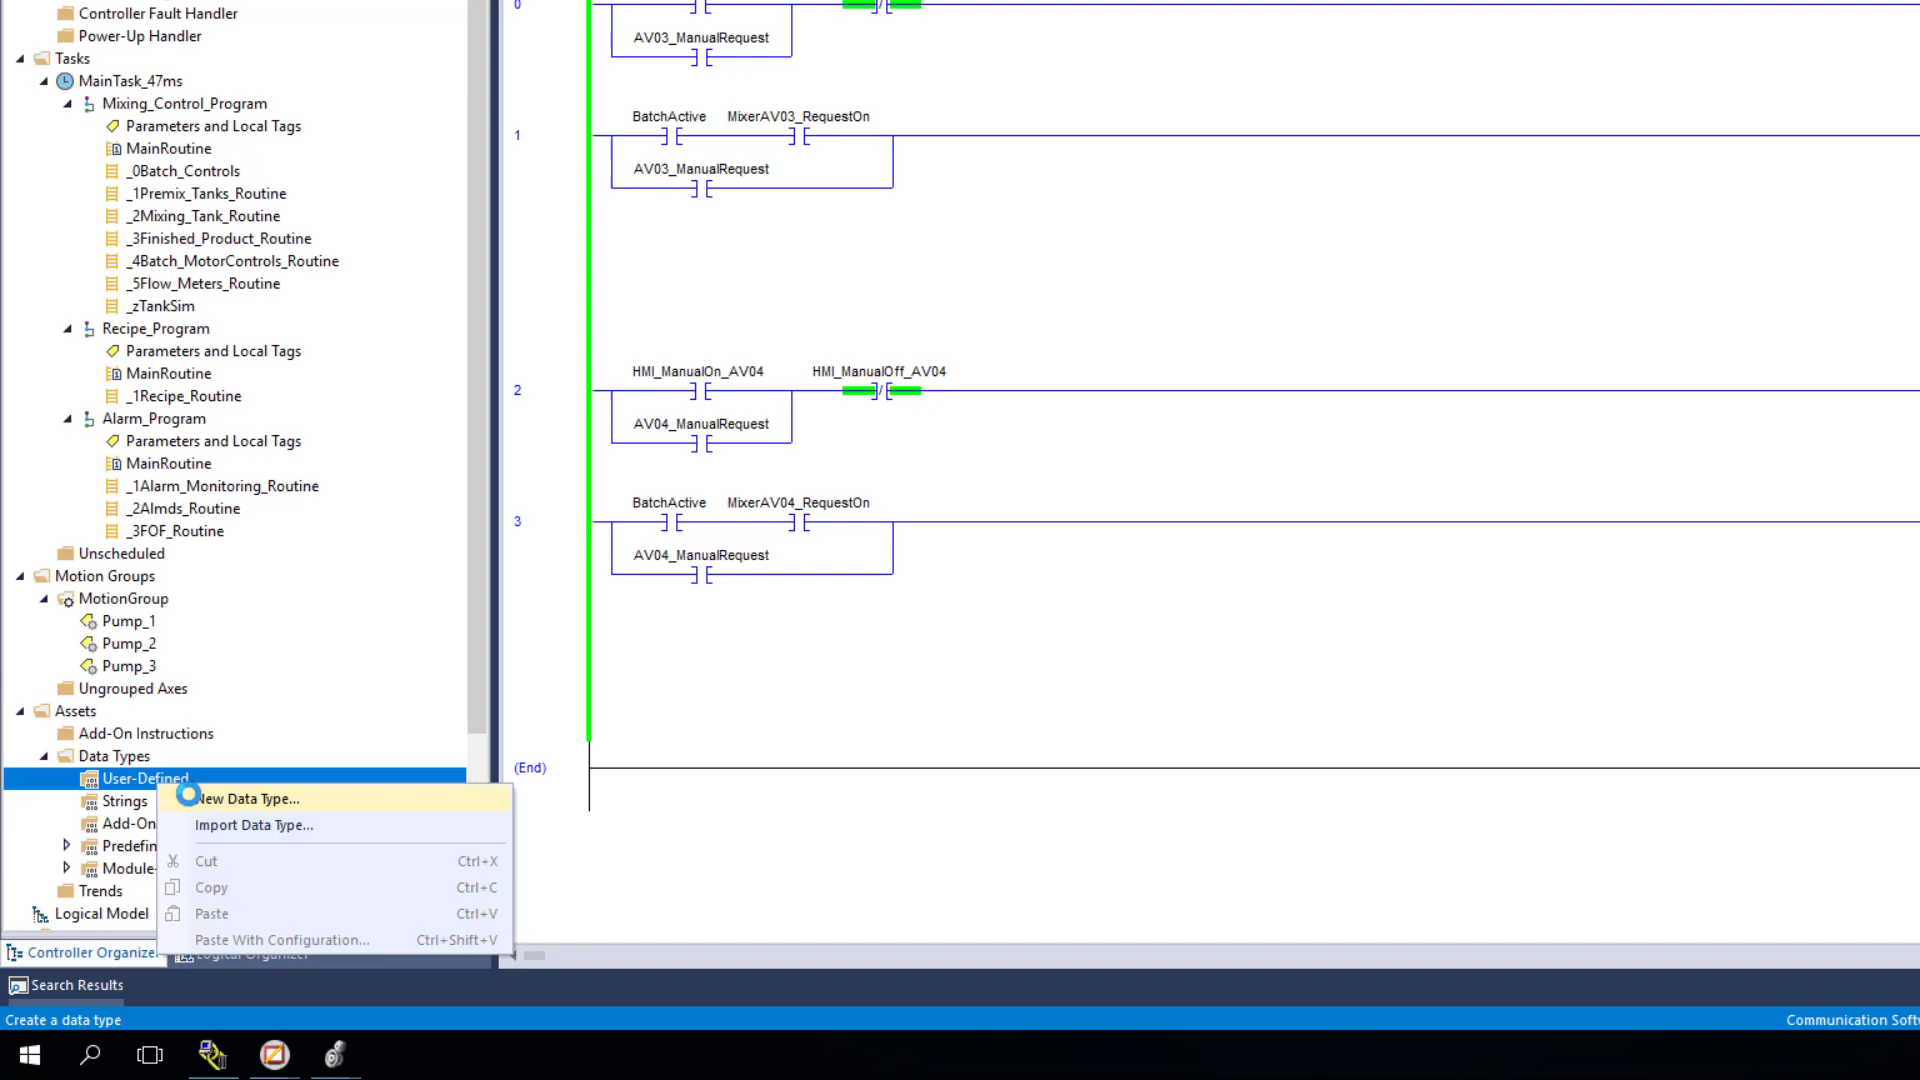 Controller Fault Handler
Power-Up Handler
Tasks
MainTask_47ms
Mixing_Control_Program
Parameters and Local Tags
MainRoutine
_0Batch_Controls
_1Premix_Tanks_Routine
_2Mixing_Tank_Routine
_3Finished_Product_Routine
_4Batch_MotorControls_Routine
_5Flow_Meters_Routine
_zTankSim
Recipe_Program
Parameters and Local Tags
MainRoutine
_1Recipe_Routine
Alarm_Program
Parameters and Local Tags
MainRoutine
_1Alarm_Monitoring_Routine
_2Almds_Routine
_3FOF_Routine
Unscheduled
Motion Groups
MotionGroup
Pump_1
Pump_2
Pump_3
Ungrouped Axes
Assets
Add-On Instructions
Data Types
User-Defined
Strings
Add-On
Predefin
Module-
Trends
Logical Model
New Data Type...
Import Data Type...
Cut Ctrl+X
Copy Ctrl+C
Paste Ctrl+V
Paste With Configuration... Ctrl+Shift+V
Controller Organizer
Logical Organizer
0
AV03_ManualRequest
BatchActive MixerAV03_RequestOn
1
AV03_ManualRequest
HMI_ManualOn_AV04 HMI_ManualOff_AV04
2
AV04_ManualRequest
BatchActive MixerAV04_RequestOn
3
AV04_ManualRequest
(End)
Search Results
Create a data type
Communication Softw